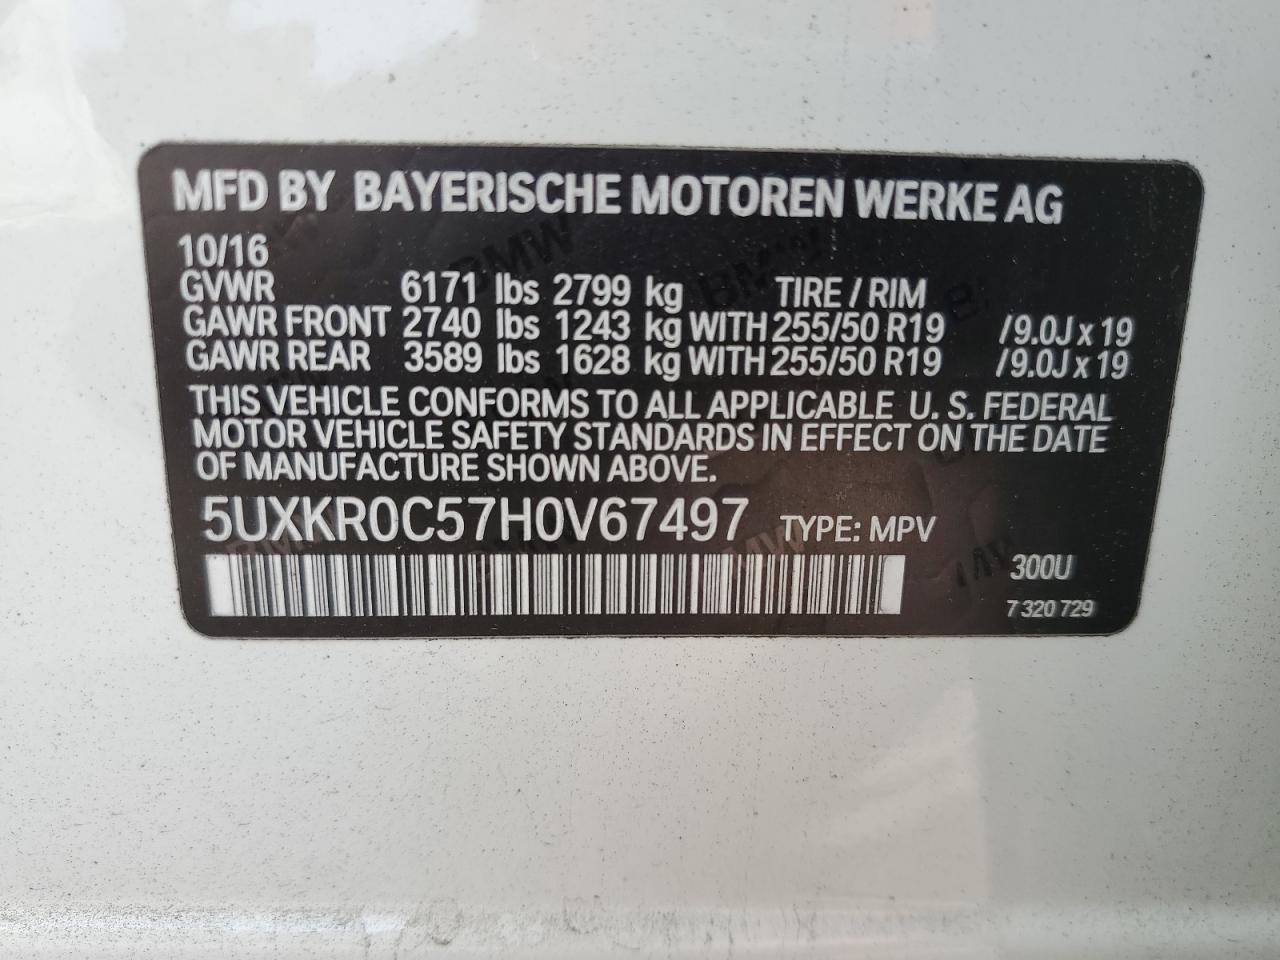 MFD BY BAYERISCHE MOTOREN WERKE AG
10/16
GVWR 6171 lbs 2799 kg TIRE / RIM
GAWR FRONT 2740 lbs 1243 kg WITH 255/50 R19 /9.0J x 19
GAWR REAR 3589 lbs 1628 kg WITH 255/50 R19 /9.0J x 19
THIS VEHICLE CONFORMS TO ALL APPLICABLE U. S. FEDERAL
MOTOR VEHICLE SAFETY STANDARDS IN EFFECT ON THE DATE
OF MANUFACTURE SHOWN ABOVE.
5UXKR0C57H0V67497 TYPE: MPV
300U
7 320 729